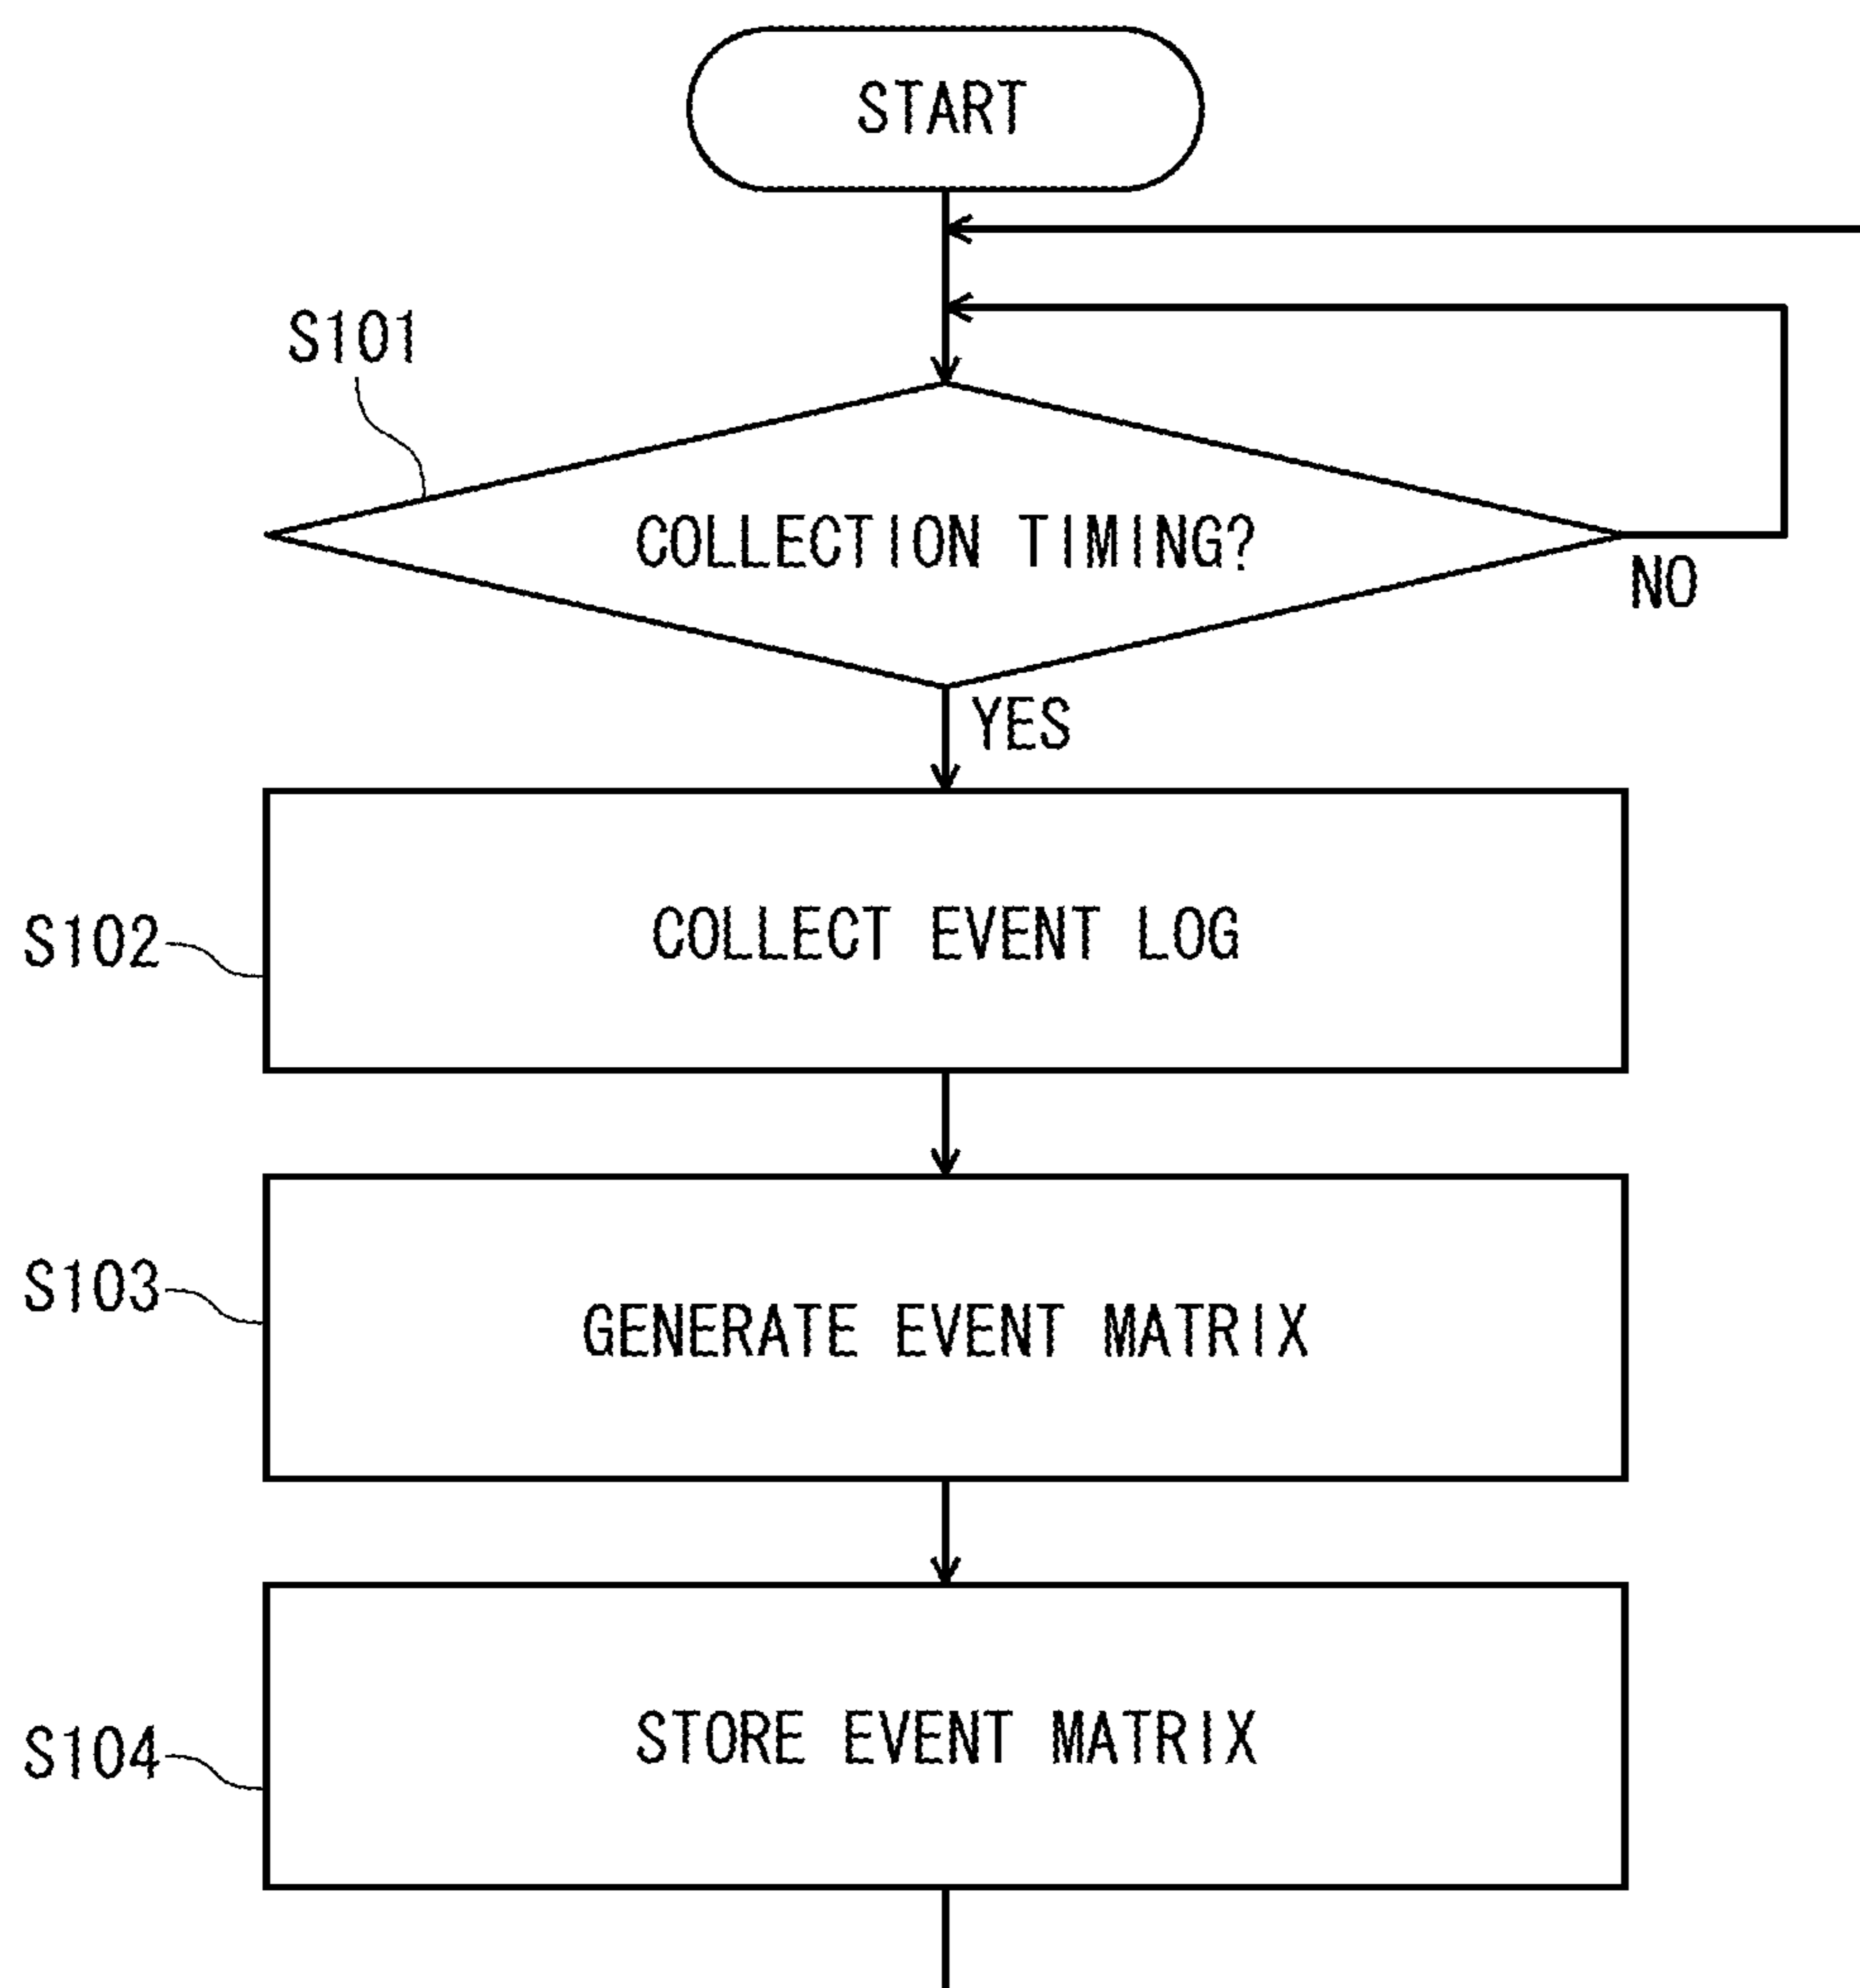 START
S101
COLLECTION TIMING?
NO
YES
COLLECT EVENT LOG
S102
S103
GENERATE EVENT MATRIX
STORE EVENT MATRIX
S104